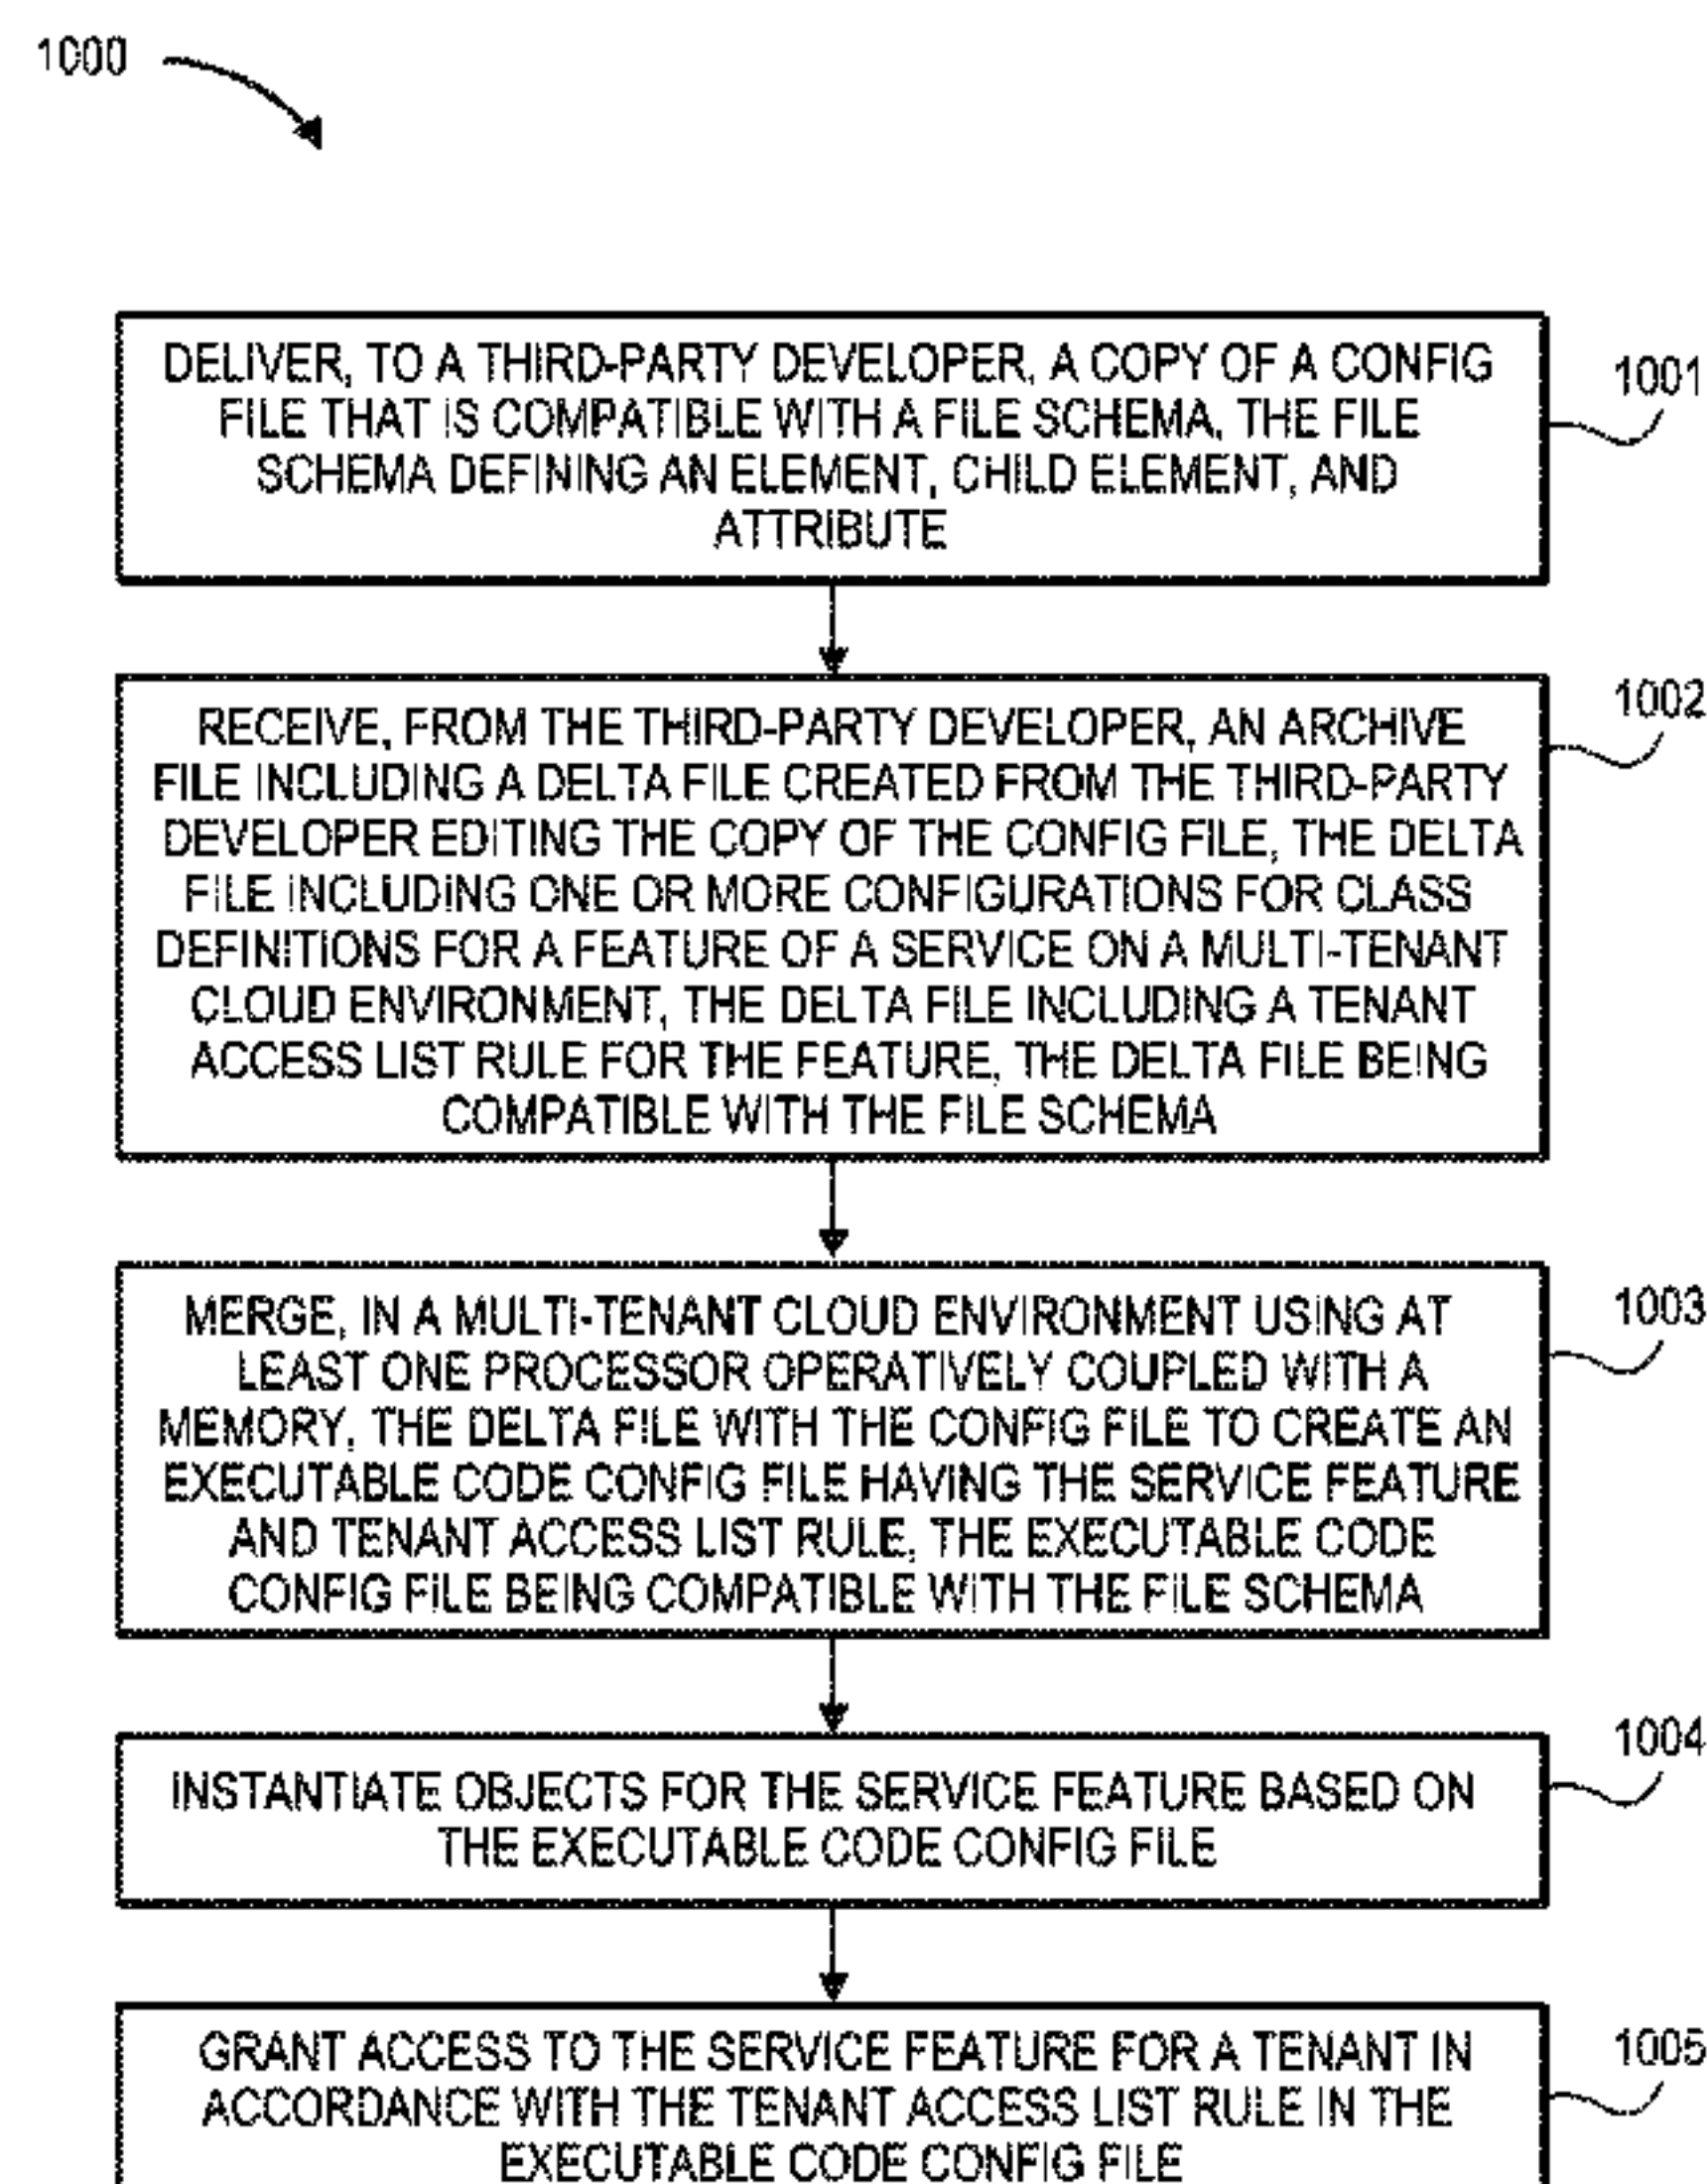 1000
DELIVER, TO A THIRD-PARTY DEVELOPER, A COPY OF A CONFIG
FILE THAT IS COMPATIBLE WITH A FILE SCHEMA, THE FILE
SCHEMA DEFINING AN ELEMENT, CHILD ELEMENT, AND
ATTRIBUTE
1001
RECEIVE, FROM THE THIRD-PARTY DEVELOPER, AN ARCHIVE
FILE INCLUDING A DELTA FILE CREATED FROM THE THIRD-PARTY
DEVELOPER EDITING THE COPY OF THE CONFIG FILE, THE DELTA
FILE INCLUDING ONE OR MORE CONFIGURATIONS FOR CLASS
DEFINITIONS FOR A FEATURE OF A SERVICE ON A MULTI-TENANT
CLOUD ENVIRONMENT, THE DELTA FILE INCLUDING A TENANT
ACCESS LIST RULE FOR THE FEATURE, THE DELTA FILE BEING
COMPATIBLE WITH THE FILE SCHEMA
1002
MERGE, IN A MULTI-TENANT CLOUD ENVIRONMENT USING AT
LEAST ONE PROCESSOR OPERATIVELY COUPLED WITH A
MEMORY, THE DELTA FILE WITH THE CONFIG FILE TO CREATE AN
EXECUTABLE CODE CONFIG FILE HAVING THE SERVICE FEATURE
AND TENANT ACCESS LIST RULE, THE EXECUTABLE CODE
CONFIG FILE BEING COMPATIBLE WITH THE FILE SCHEMA
1003
INSTANTIATE OBJECTS FOR THE SERVICE FEATURE BASED ON
THE EXECUTABLE CODE CONFIG FILE
1004
GRANT ACCESS TO THE SERVICE FEATURE FOR A TENANT IN
ACCORDANCE WITH THE TENANT ACCESS LIST RULE IN THE
EXECUTABLE CODE CONFIG FILE
1005